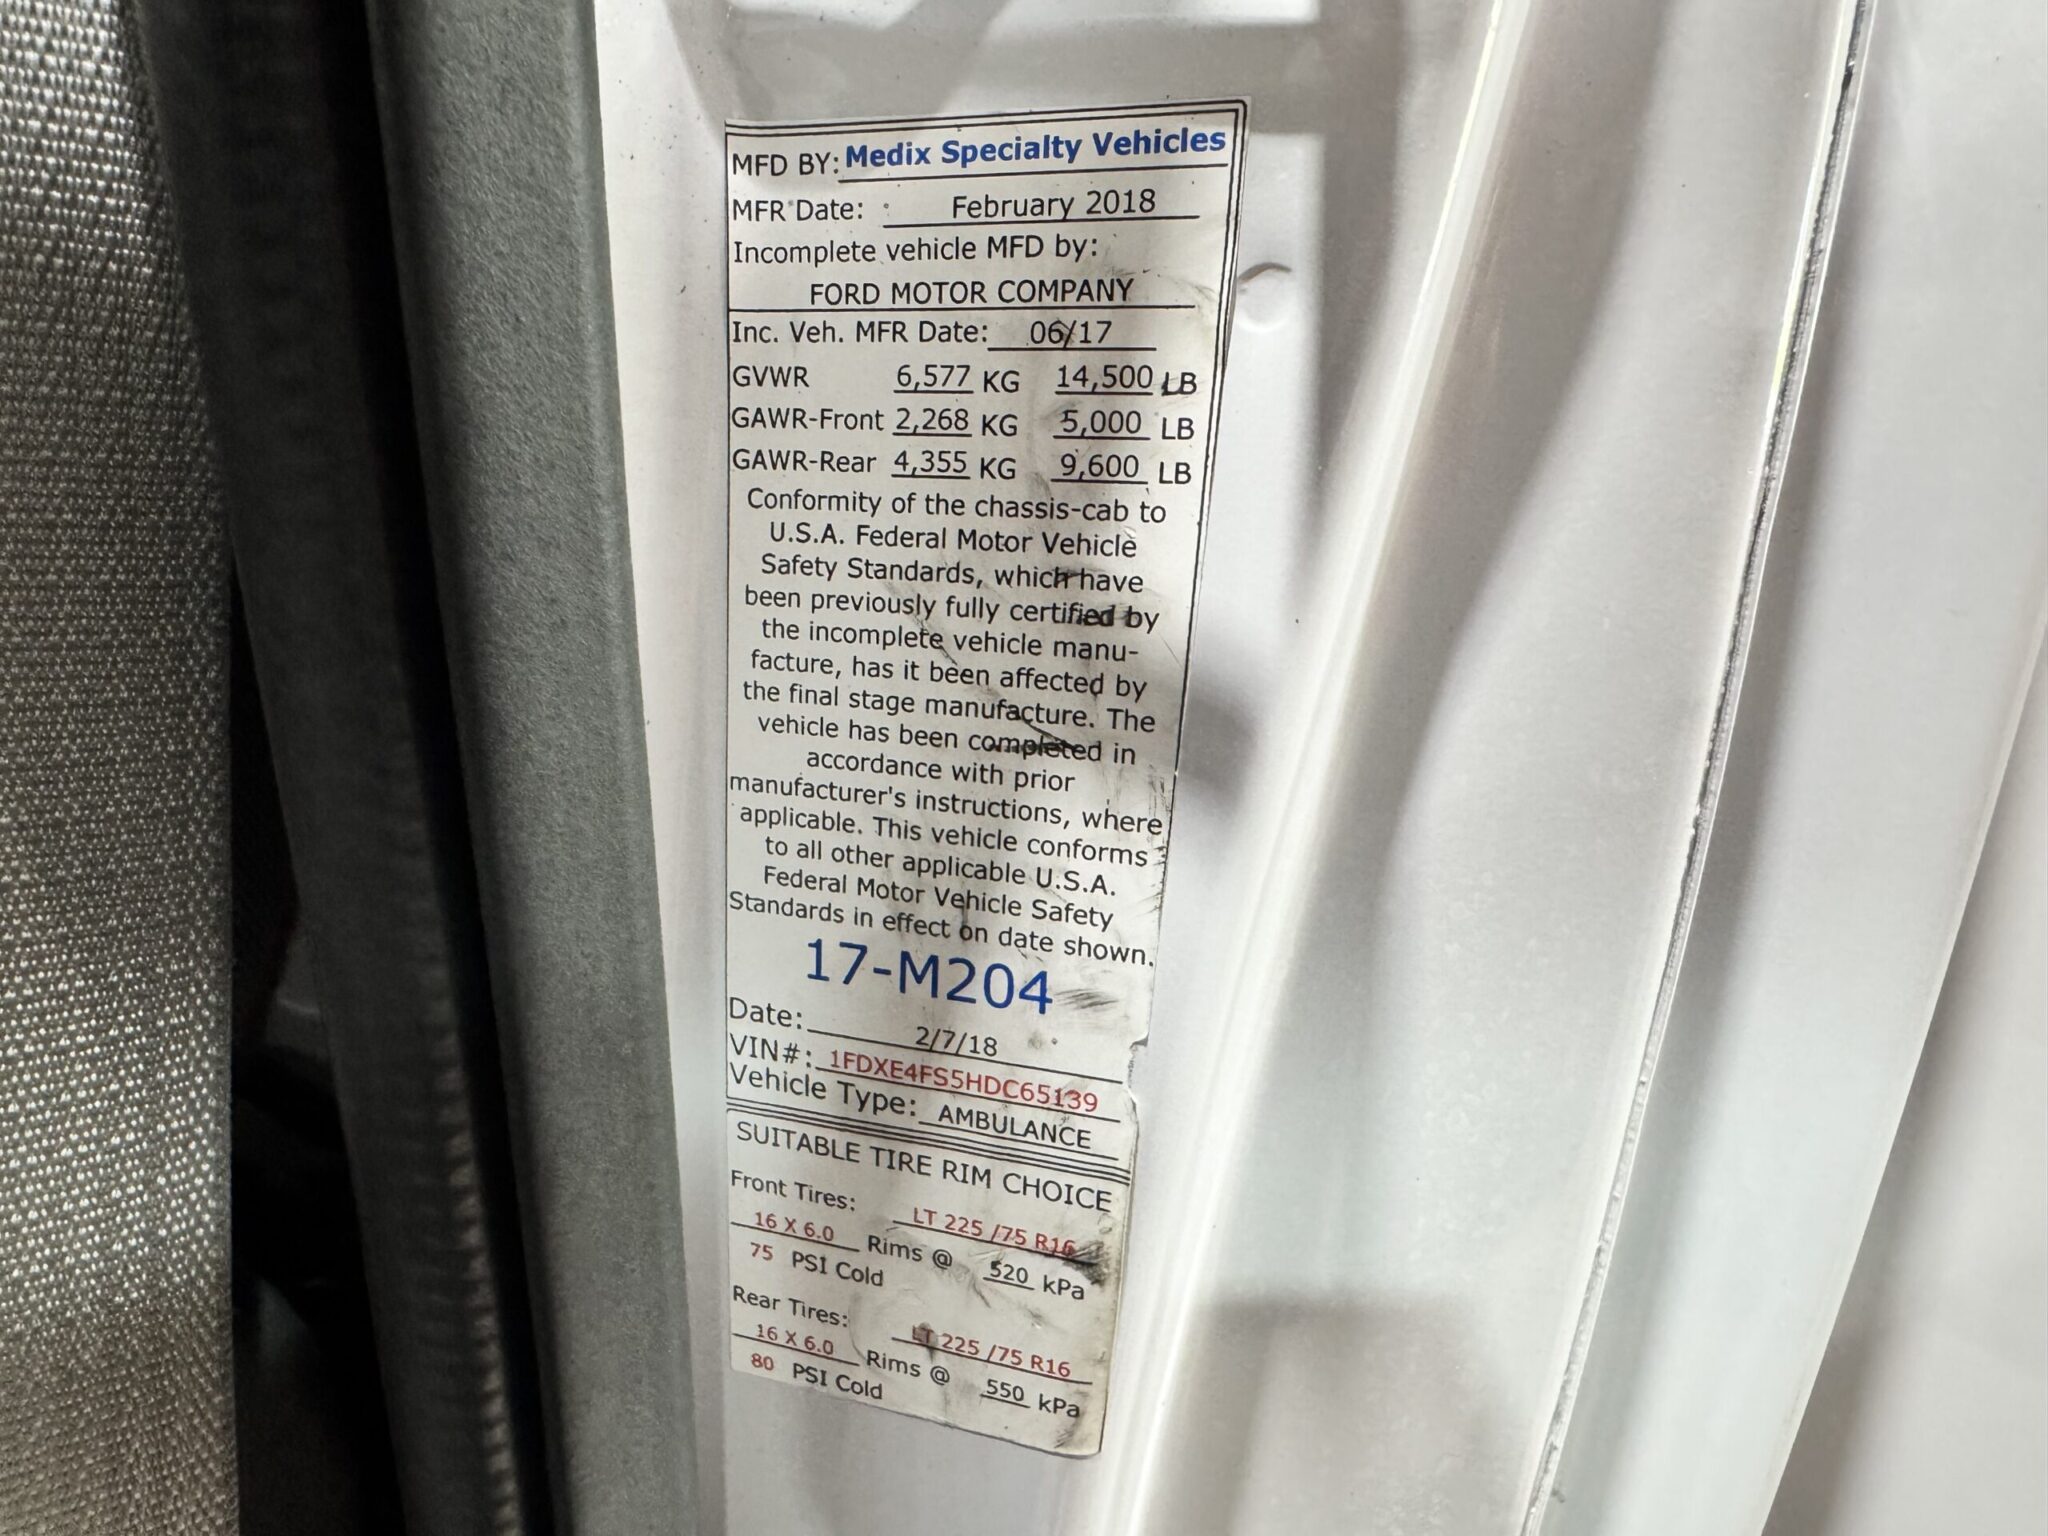 MFD BY: Medix Specialty Vehicles
MFR Date: February 2018
Incomplete vehicle MFD by:
FORD MOTOR COMPANY
Inc. Veh. MFR Date: 06/17
GVWR 6,577 KG 14,500 LB
GAWR-Front 2,268 KG 5,000 LB
GAWR-Rear 4,355 KG 9,600 LB
Conformity of the chassis-cab to
U.S.A. Federal Motor Vehicle
Safety Standards, which have
been previously fully certified by
the incomplete vehicle manu-
facture, has it been affected by
the final stage manufacture. The
vehicle has been completed in
accordance with prior
manufacturer's instructions, where
applicable. This vehicle conforms
to all other applicable U.S.A.
Federal Motor Vehicle Safety
Standards in effect on date shown.
17-M204
Date: 2/7/18
VIN#: 1FDXE4FS5HDC65139
Vehicle Type: AMBULANCE
SUITABLE TIRE RIM CHOICE
Front Tires: LT 225 /75 R16
16 X 6.0 Rims @ 520 kPa
75 PSI Cold
Rear Tires: LT 225 /75 R16
16 X 6.0 Rims @ 550 kPa
80 PSI Cold